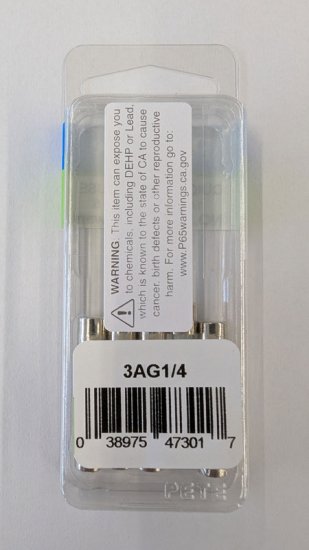 WARNING: This item can expose you
to chemicals, including DEHP or Lead,
which is known to the state of CA to cause
cancer, birth defects or other reproductive
harm. For more information go to:
www.P65warnings.ca.gov
3AG1/4
0 38975 47301 7
PETE